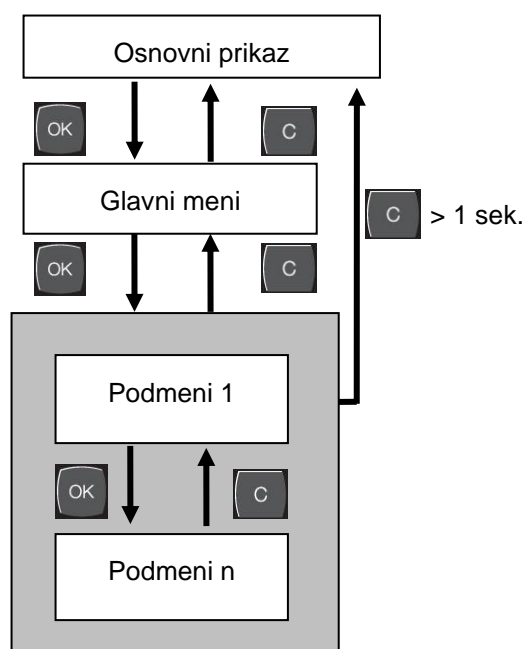 Osnovni prikaz
OK
C
Glavni meni
C > 1 sek.
OK
C
Podmeni 1
OK
C
Podmeni n